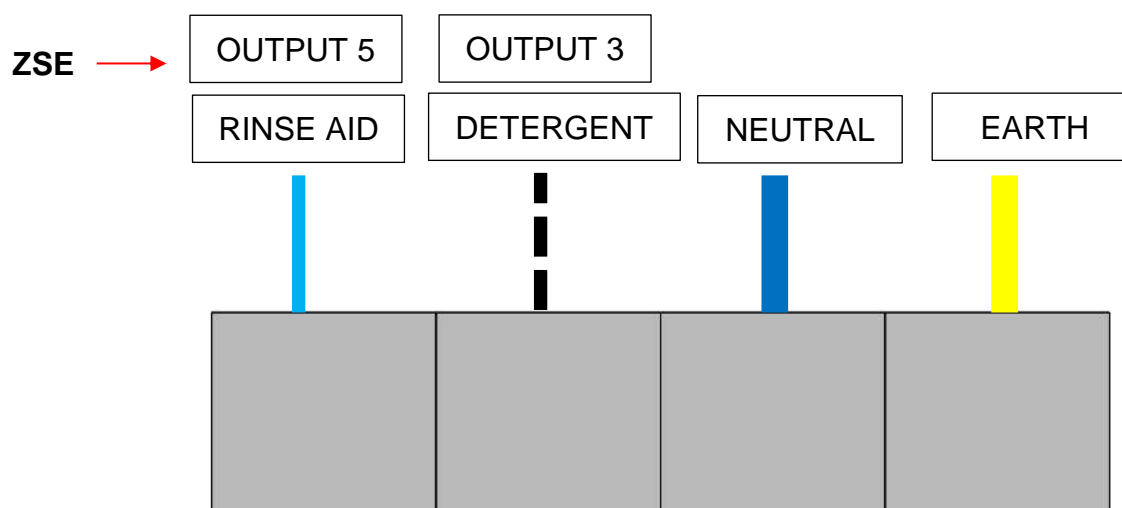 ZSE
OUTPUT 5
OUTPUT 3
RINSE AID
DETERGENT
NEUTRAL
EARTH